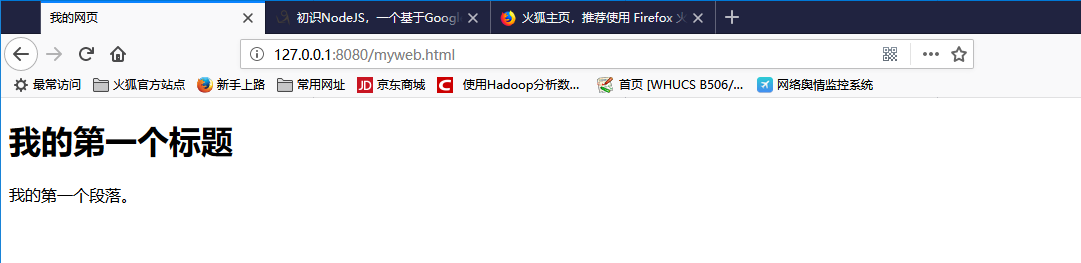 我的网页 初识NodeJS，一个基于Googl 火狐主页，推荐使用 Firefox 火
127.0.0.1:8080/myweb.html
最常访问 火狐官方站点 新手上路 常用网址 JD 京东商城 C 使用Hadoop分析数... 首页 [WHUCS B506/... 网络舆情监控系统
我的第一个标题
我的第一个段落。